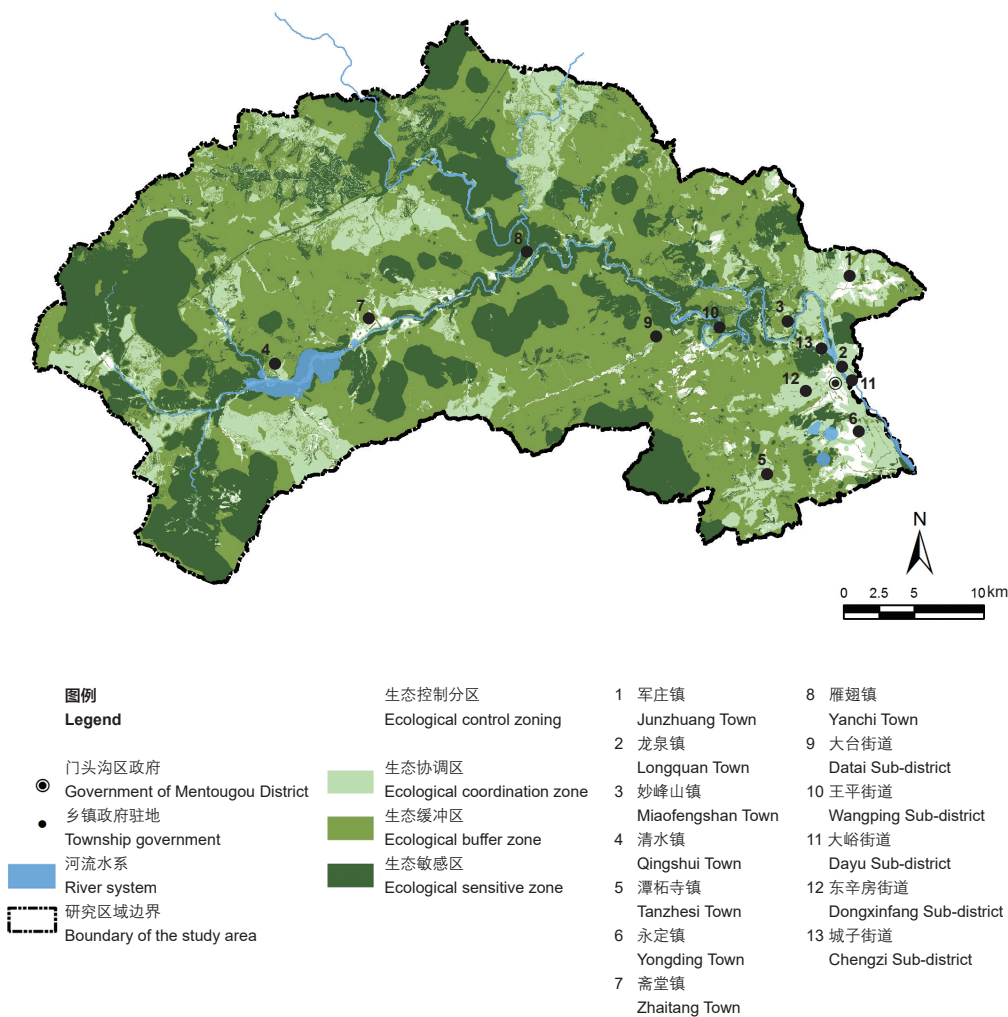 1
8
3
7
10
9
13
4
2
11
12
6
5
N
0 2.5 5 10 km
图例
Legend
门头沟区政府
Government of Mentougou District
乡镇政府驻地
Township government
河流水系
River system
研究区域边界
Boundary of the study area
生态控制分区
Ecological control zoning
生态协调区
Ecological coordination zone
生态缓冲区
Ecological buffer zone
生态敏感区
Ecological sensitive zone
1 军庄镇
Junzhuang Town
2 龙泉镇
Longquan Town
3 妙峰山镇
Miaofengshan Town
4 清水镇
Qingshui Town
5 潭柘寺镇
Tanzhesi Town
6 永定镇
Yongding Town
7 斋堂镇
Zhaitang Town
8 雁翅镇
Yanchi Town
9 大台街道
Datai Sub-district
10 王平街道
Wangping Sub-district
11 大峪街道
Dayu Sub-district
12 东辛房街道
Dongxinfang Sub-district
13 城子街道
Chengzi Sub-district